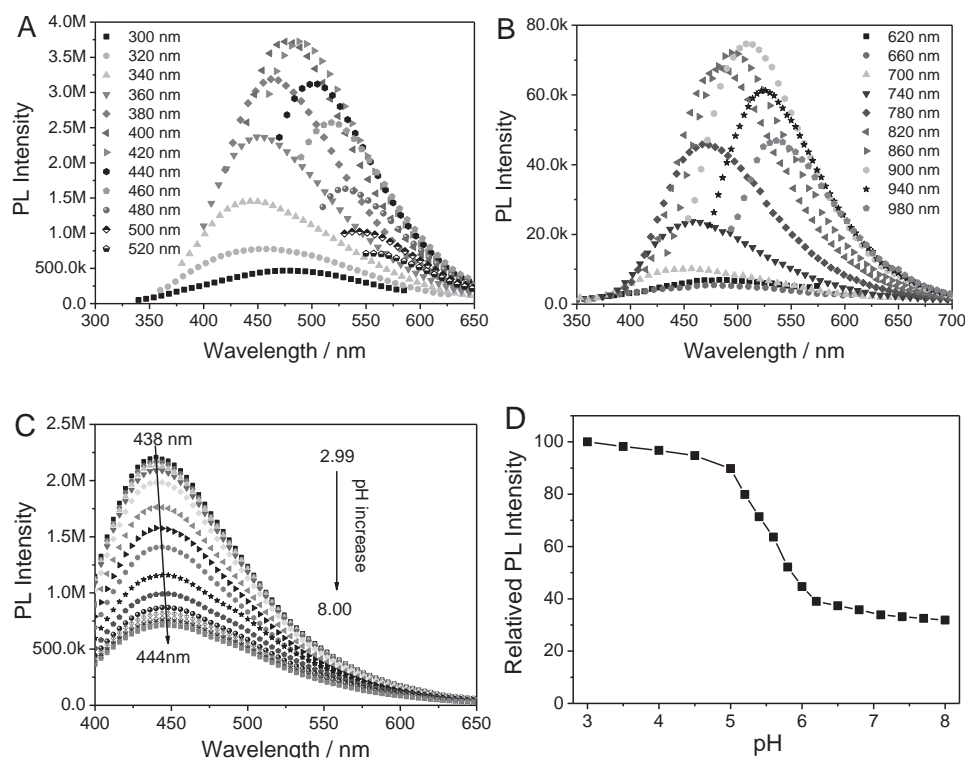 A
4.0M
3.5M
3.0M
2.5M
2.0M
1.5M
1.0M
500.0k
0.0
PL Intensity
300 nm
320 nm
340 nm
360 nm
380 nm
400 nm
420 nm
440 nm
460 nm
480 nm
500 nm
520 nm
300 350 400 450 500 550 600 650
Wavelength / nm
B
80.0k
60.0k
40.0k
20.0k
0.0
PL Intensity
620 nm
660 nm
700 nm
740 nm
780 nm
820 nm
860 nm
900 nm
940 nm
980 nm
350 400 450 500 550 600 650 700
Wavelength / nm
C
2.5M
2.0M
1.5M
1.0M
500.0k
0.0
PL Intensity
438 nm
444nm
2.99
pH increase
8.00
400 450 500 550 600 650
Wavelength / nm
D
100
80
60
40
20
0
Relatived PL Intensity
3 4 5 6 7 8
pH